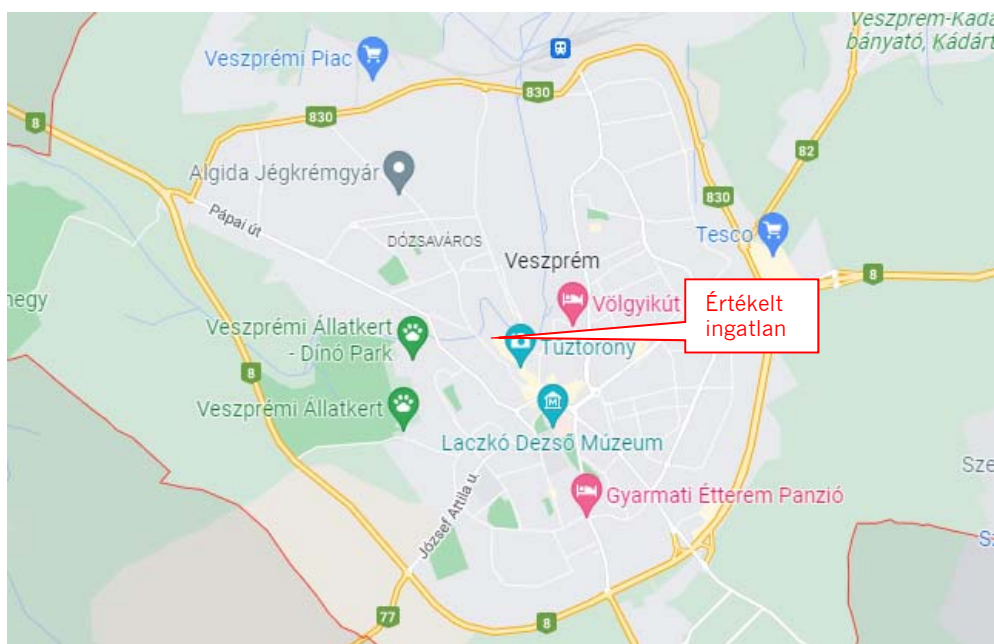 Veszprém-Káda
bányató, Kádárt
Veszprémi Piac
830
830
8
82
Algida Jégkrémgyár
830
Pápai út
DÓZSAVÁROS
Tesco
Veszprém
8
negy
Völgyikút
Értékelt
ingatlan
Veszprémi Állatkert
- Dínó Park
Tűztorony
8
Veszprémi Állatkert
Laczkó Dezső Múzeum
Sze
Gyarmati Étterem Panzió
József Attila u.
77
8